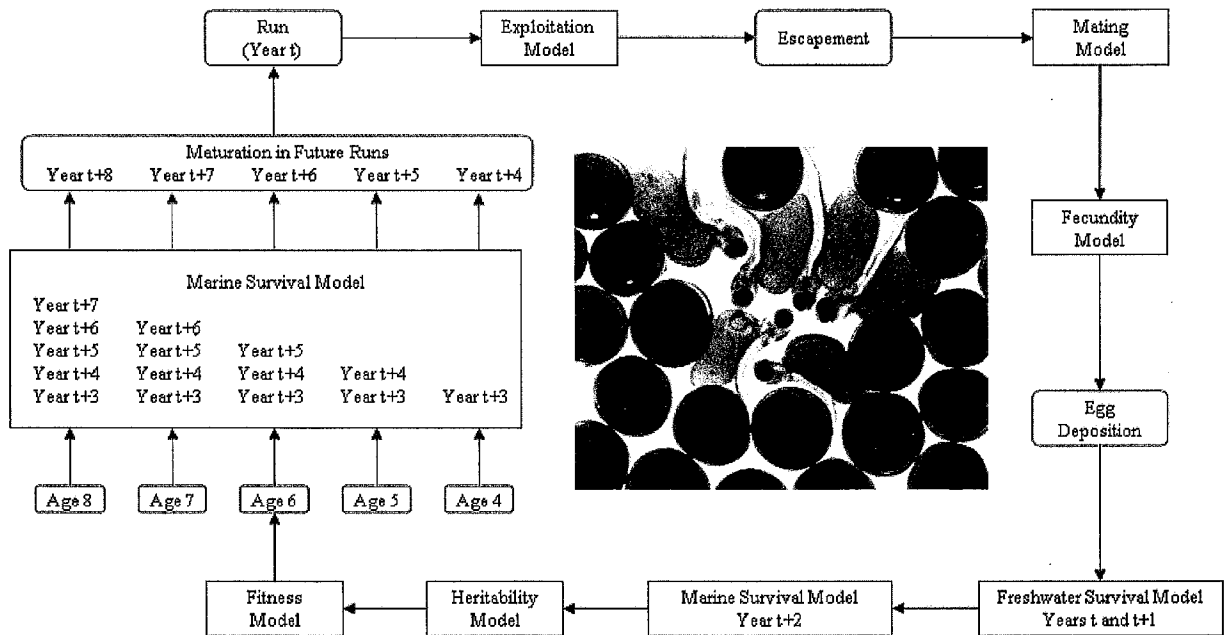 Run
(Year t)
Exploitation
Model
Escapement
Mating
Model
Maturation in Future Runs
Year t+8 Year t+7 Year t+6 Year t+5 Year t+4
Fecundity
Model
Marine Survival Model
Year t+7
Year t+6 Year t+6
Year t+5 Year t+5 Year t+5
Year t+4 Year t+4 Year t+4 Year t+4
Year t+3 Year t+3 Year t+3 Year t+3 Year t+3
Egg
Deposition
Age 8 Age 7 Age 6 Age 5 Age 4
Fitness
Model
Heritability
Model
Marine Survival Model
Year t+2
Freshwater Survival Model
Years t and t+1